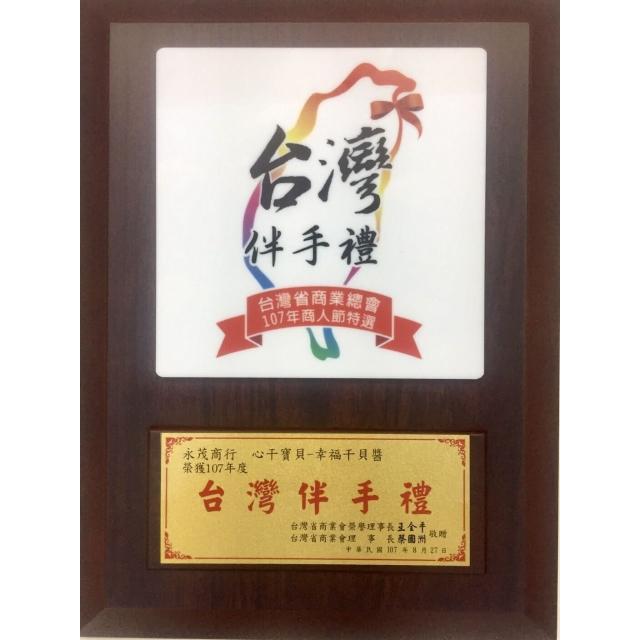 台灣
伴手禮
台灣省商業總會
107年商人節特選
永茂商行 心干寶貝-幸福干貝醬
榮獲107年度
台灣伴手禮
台灣省商業會榮譽理事長王全平
台灣省商業會理 事 長蔡圖洲 敬贈
中華民國107年8月27日